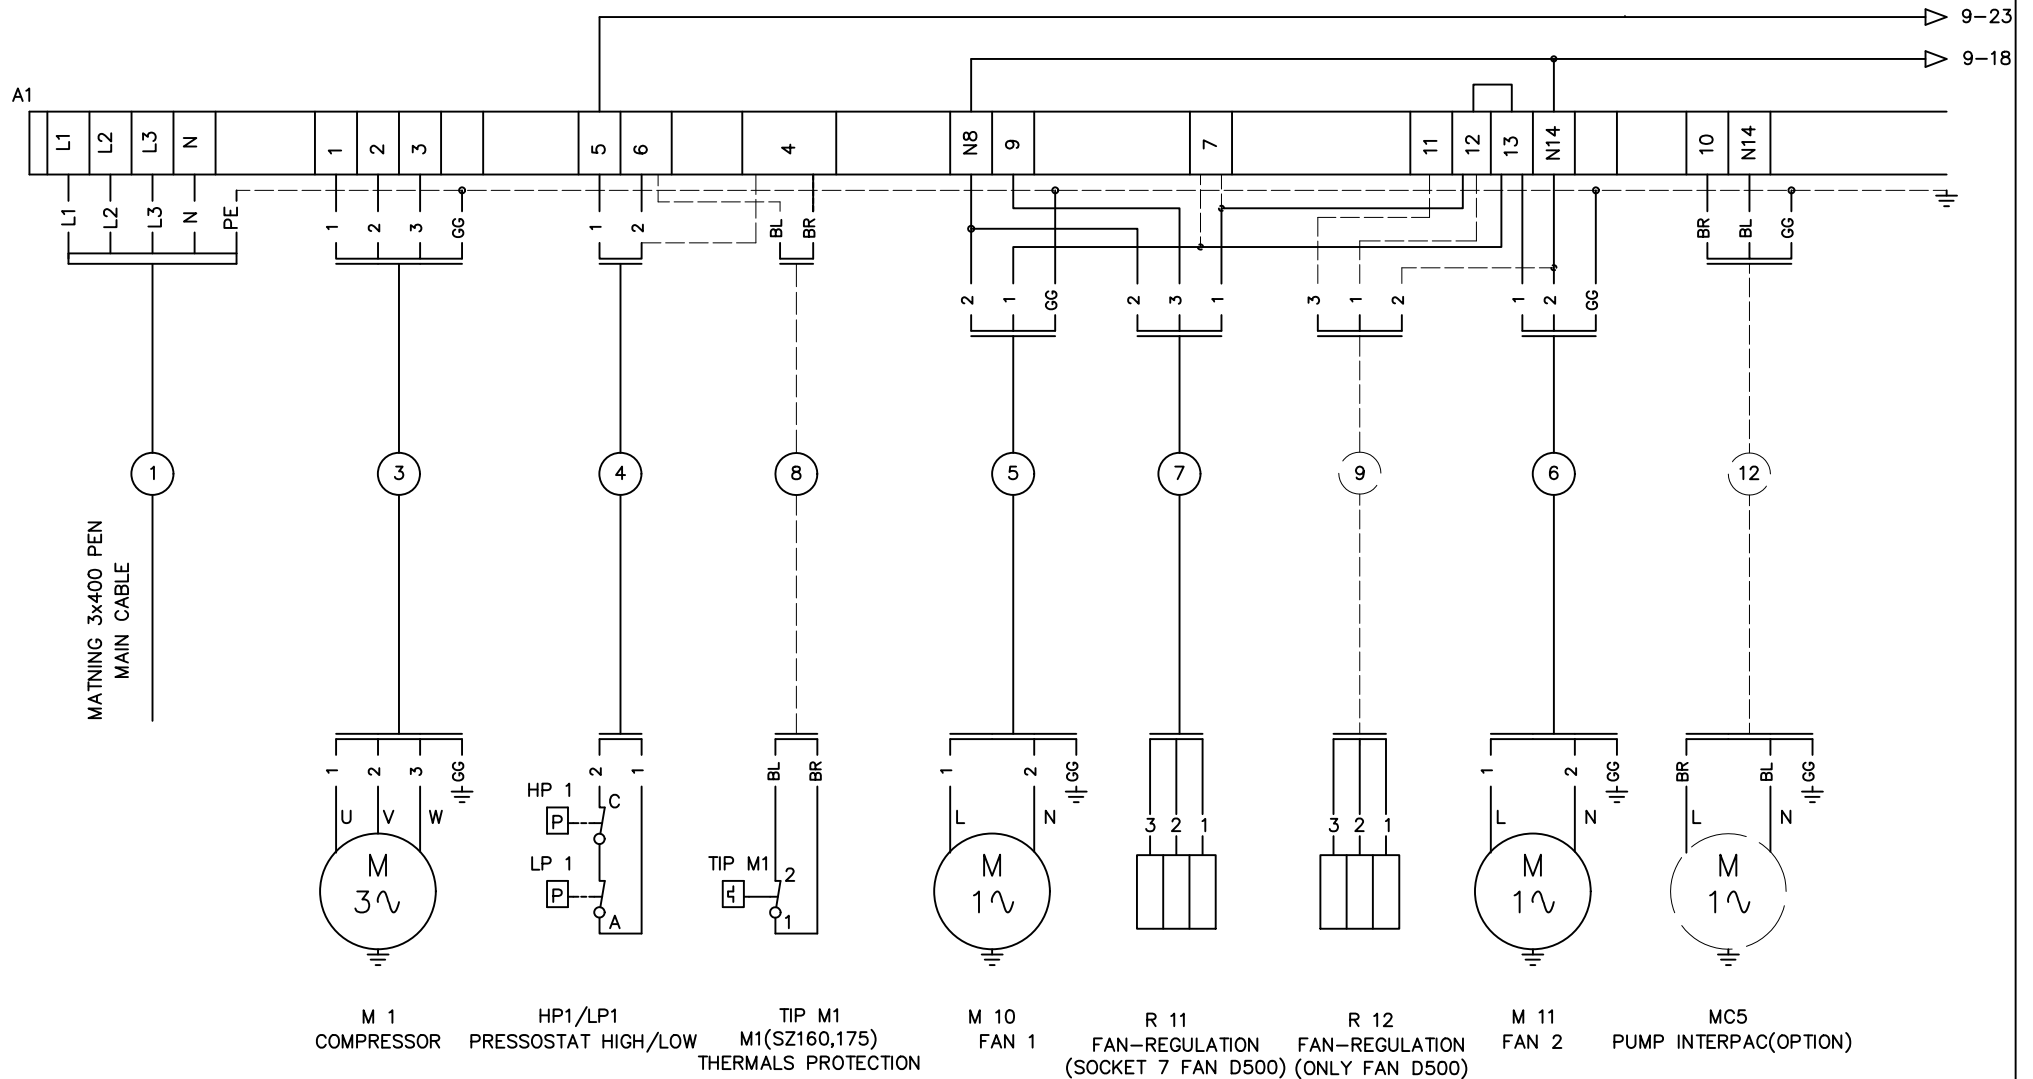 9-23
9-18
A1
L1 L2 L3 N 1 2 3 5 6 4 N8 9 7 11 12 13 N14 10 N14
L1 L2 L3 N PE 1 2 3 GG 1 2 BL BR BR BL GG
2 1 GG 2 3 1 3 1 2 1 2 GG
1 3 4 8 5 7 9 6 12
MATNING 3x400 PEN
MAIN CABLE
1 2 3 GG 2 1 BL BR 1 2 GG 1 2 GG BR BL GG
HP 1 C
U V W P L N 3 2 1 3 2 1 L N L N
LP 1 TIP M1 2
M M M M
3 P 1 1 1
A 1
M 1
COMPRESSOR
HP1/LP1
PRESSOSTAT HIGH/LOW
TIP M1
M1(SZ160,175)
THERMALS PROTECTION
M 10
FAN 1
R 11
FAN-REGULATION
(SOCKET 7 FAN D500)
R 12
FAN-REGULATION
(ONLY FAN D500)
M 11
FAN 2
MC5
PUMP INTERPAC(OPTION)